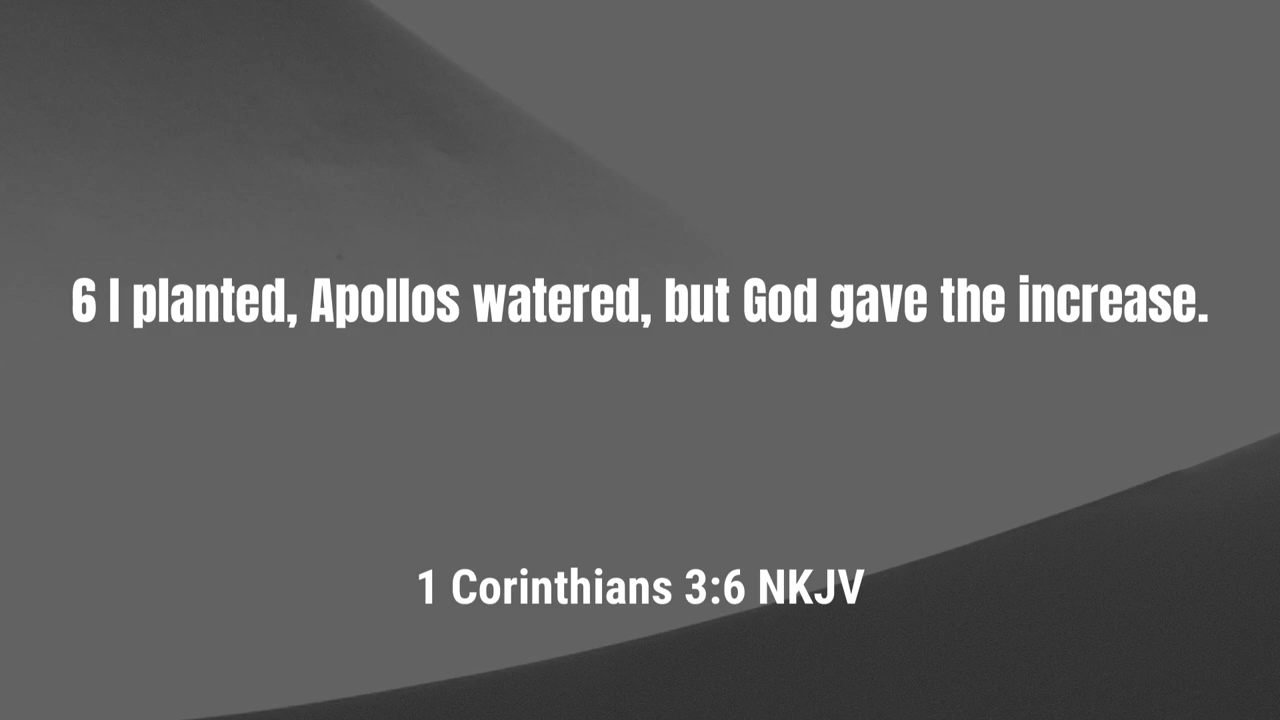 6 I planted, Apollos watered, but God gave the increase.
1 Corinthians 3:6 NKJV